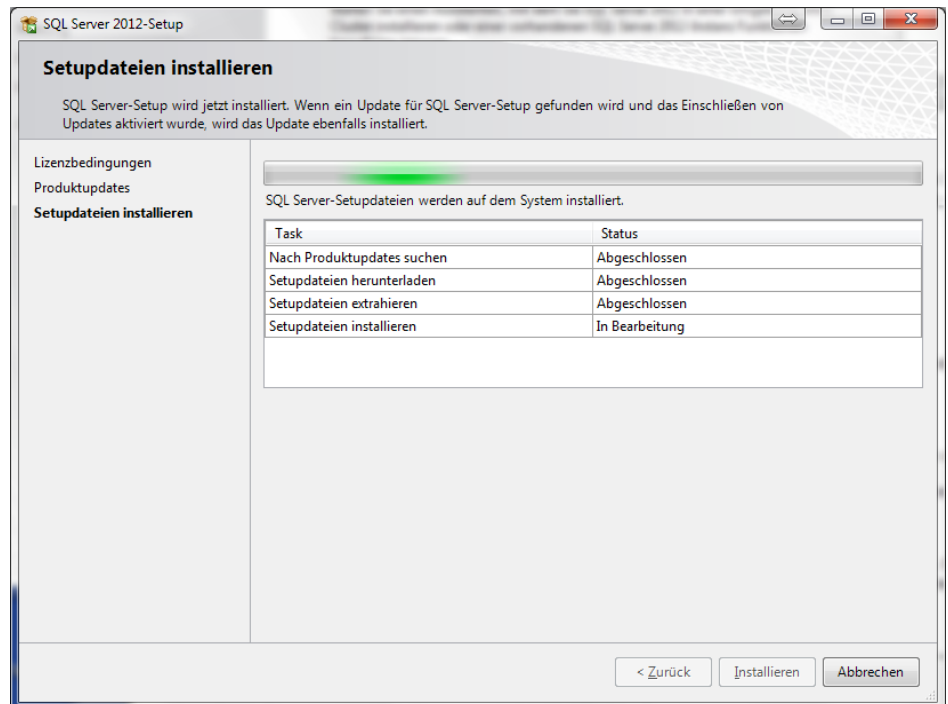 SQL Server 2012-Setup
Setupdateien installieren
SQL Server-Setup wird jetzt installiert. Wenn ein Update für SQL Server-Setup gefunden wird und das Einschließen von
Updates aktiviert wurde, wird das Update ebenfalls installiert.
Lizenzbedingungen
Produktupdates
Setupdateien installieren
SQL Server-Setupdateien werden auf dem System installiert.
Task Status
Nach Produktupdates suchen Abgeschlossen
Setupdateien herunterladen Abgeschlossen
Setupdateien extrahieren Abgeschlossen
Setupdateien installieren In Bearbeitung
< Zurück Installieren Abbrechen